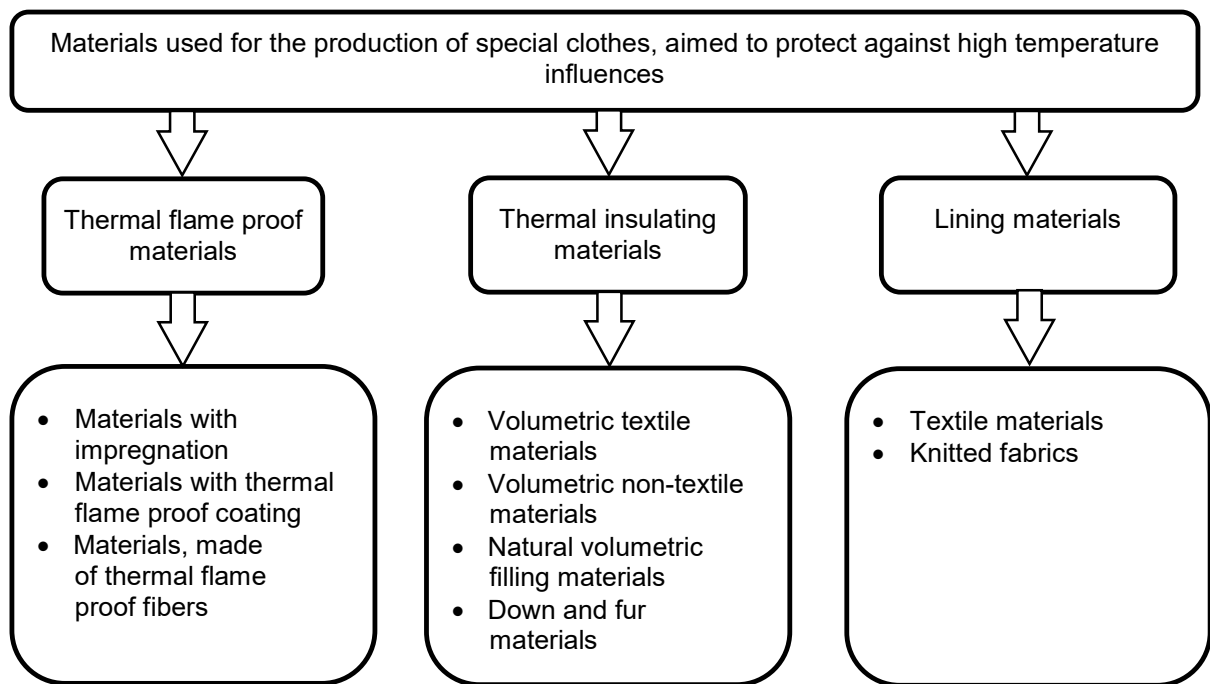 Materials used for the production of special clothes, aimed to protect against high temperature
influences
Thermal flame proof
materials
Thermal insulating
materials
Lining materials
• Materials with
impregnation
• Materials with thermal
flame proof coating
• Materials, made
of thermal flame
proof fibers
• Volumetric textile
materials
• Volumetric non-textile
materials
• Natural volumetric
filling materials
• Down and fur
materials
• Textile materials
• Knitted fabrics